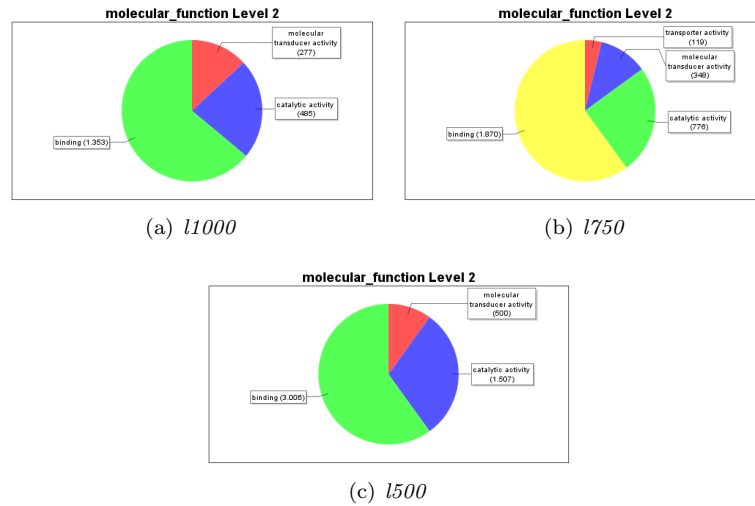 molecular_function Level 2
molecular
transducer activity
(277)
catalytic activity
(485)
binding (1.353)
(a) l1000
molecular_function Level 2
transporter activity
(119)
molecular
transducer activity
(348)
catalytic activity
(776)
binding (1.870)
(b) l750
molecular_function Level 2
molecular
transducer activity
(500)
catalytic activity
(1.507)
binding (3.006)
(c) l500